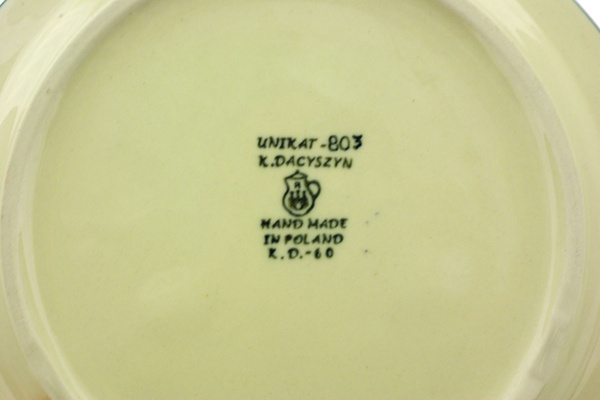 UNIKAT-803
K.DACYSZYN
HAND MADE
IN POLAND
K.D.-60